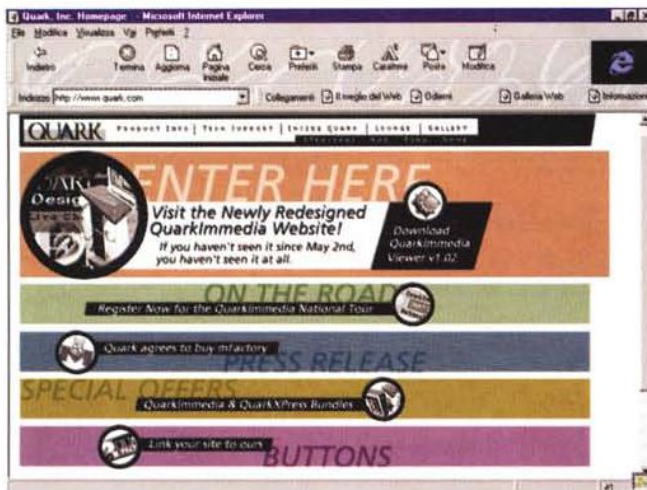 Quark, Inc. Homepage - Microsoft Internet Explorer
File Modifica Visualizza Vai Preferiti ?
Indietro Termina Aggiorna Pagina iniziale Cerca Preferiti Stampa Carattere Posta Modifica
Indirizzo http://www.quark.com Collegamenti Il meglio del Web Odierni Galleria Web Informazioni
QUARK PRODUCT INFO | TECH SUPPORT | INSIDE QUARK | LOUNGE | GALLERY
ENTER HERE
Visit the Newly Redesigned
QuarkImmedia Website!
If you haven't seen it since May 2nd,
you haven't seen it at all.
Download
QuarkImmedia
Viewer v1.02
ON THE ROAD
Register Now for the QuarkImmedia National Tour
Quark agrees to buy mFactory
PRESS RELEASE
SPECIAL OFFERS
QuarkImmedia & QuarkXPress Bundles
Link your site to ours
BUTTONS